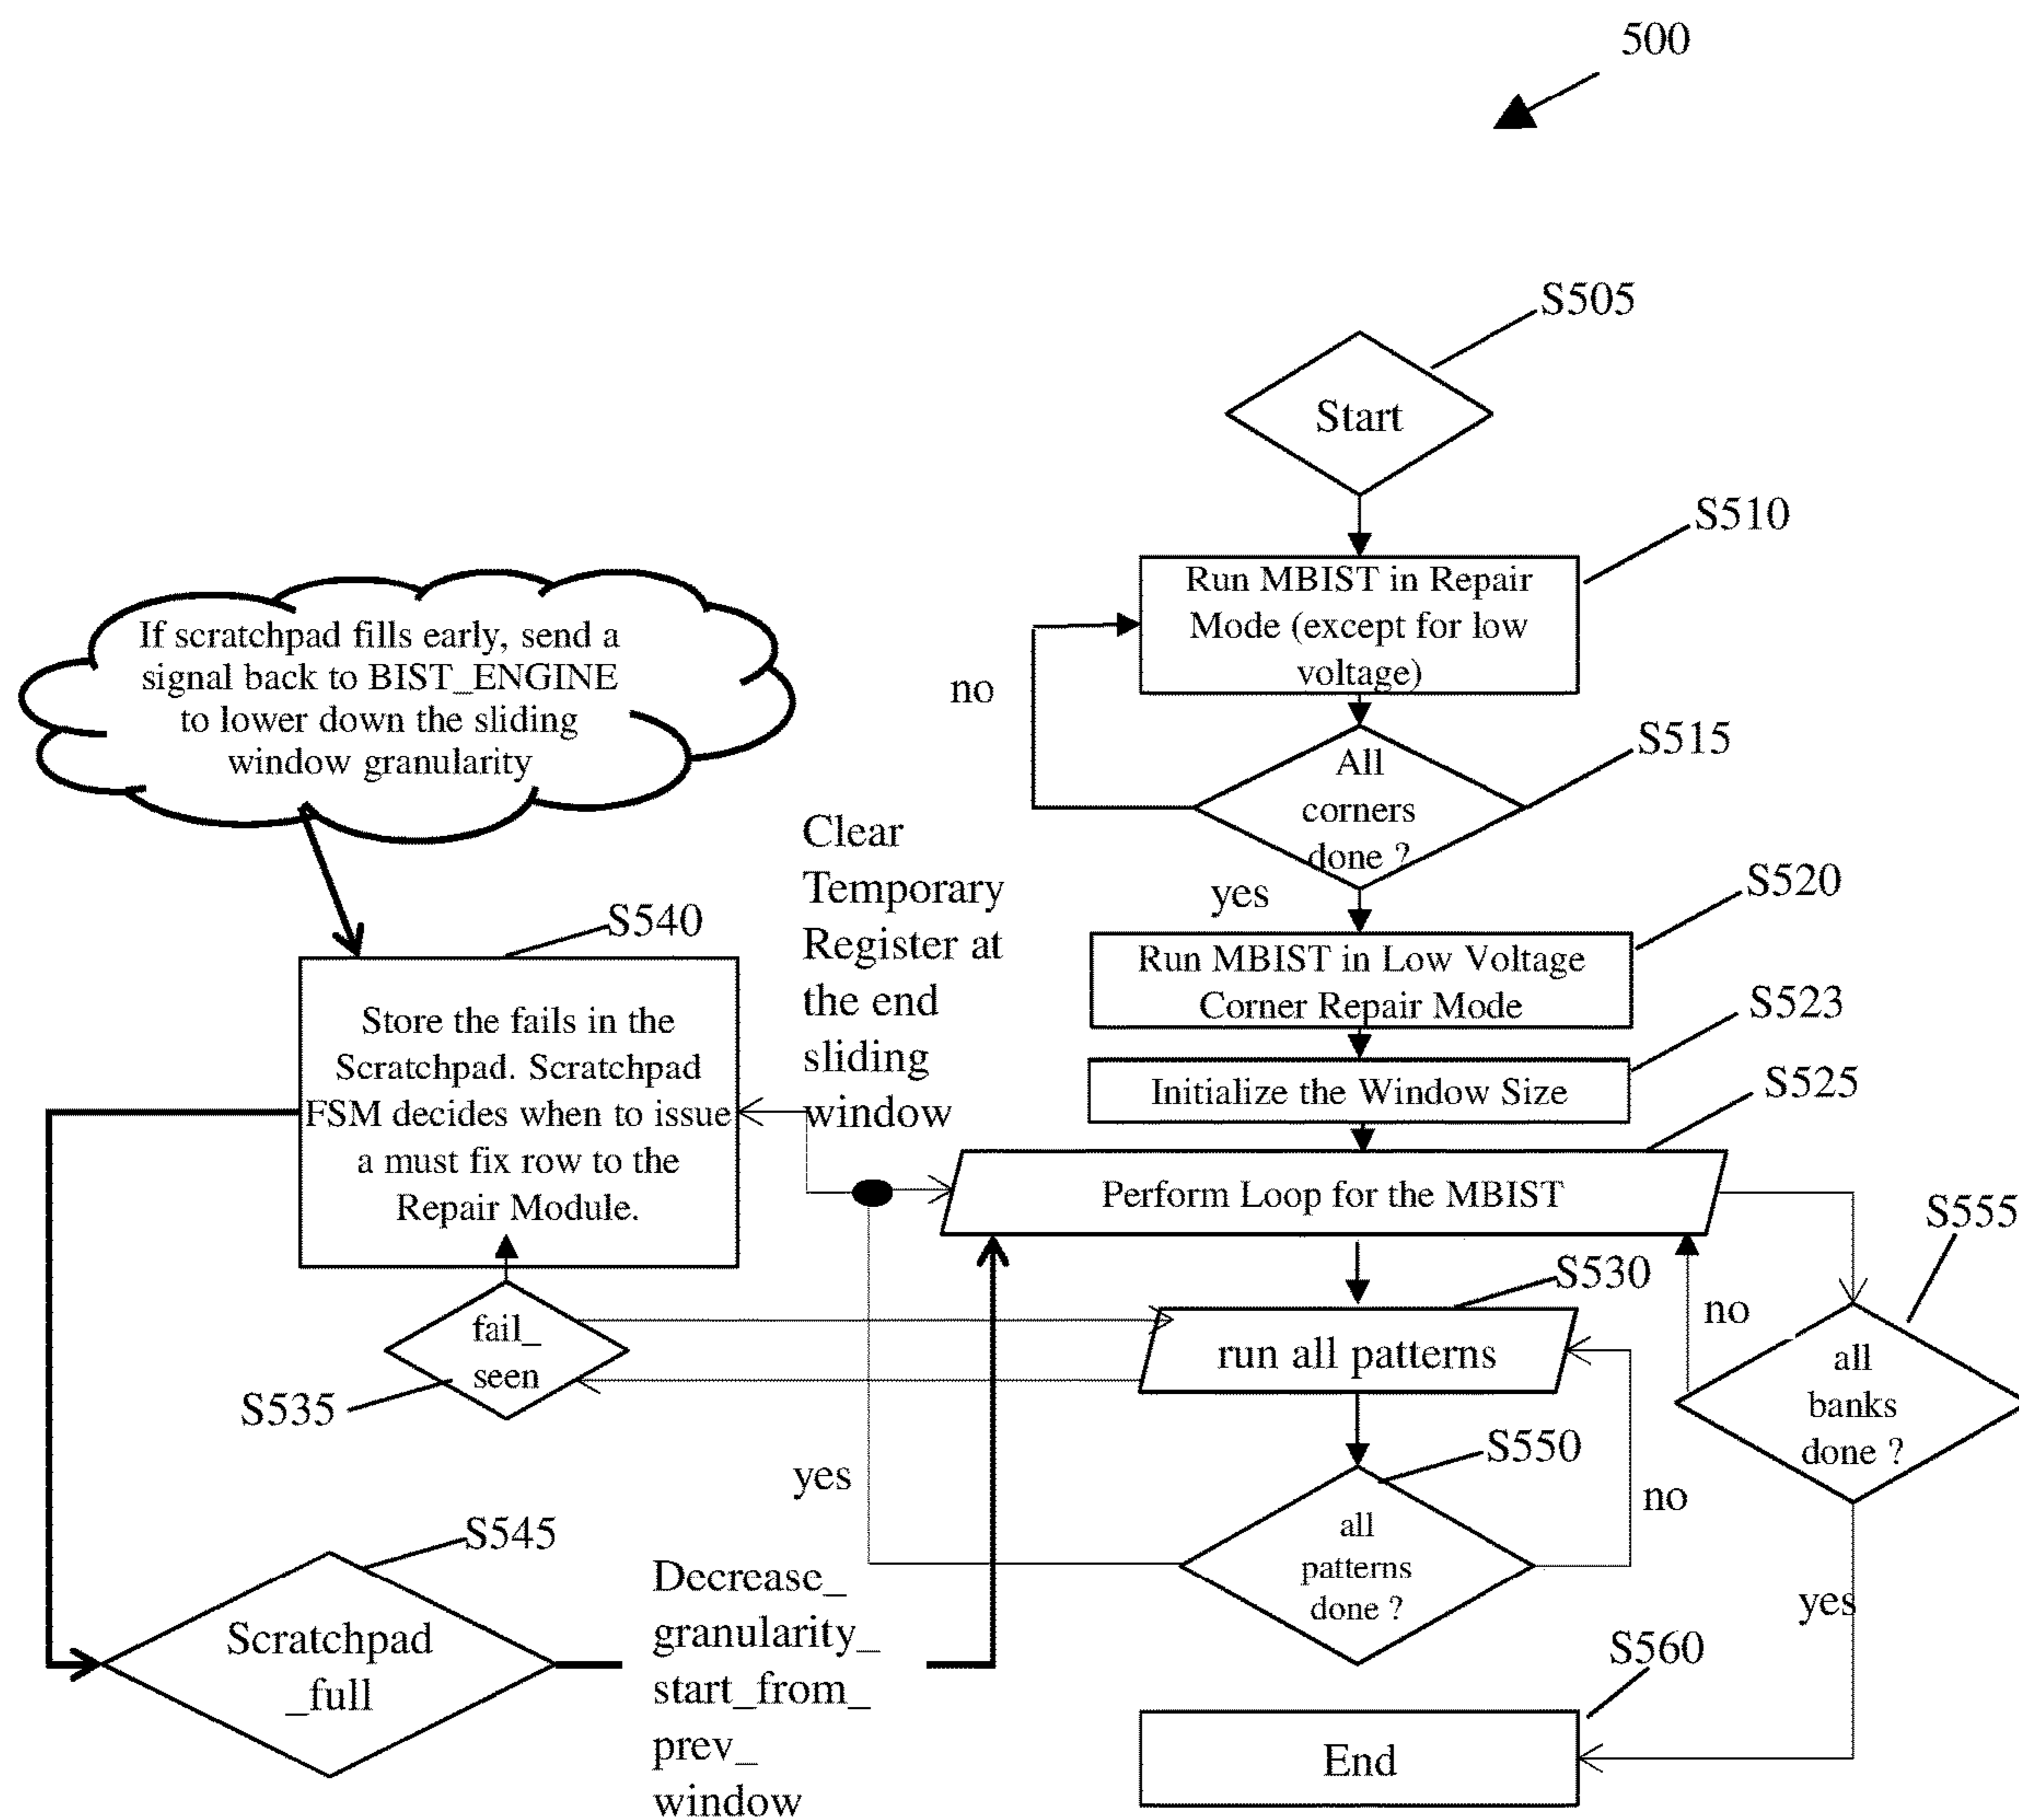 500
S505
Start
S510
Run MBIST in Repair
Mode (except for low
voltage)
no
S515
All
corners
done ?
yes
If scratchpad fills early, send a
signal back to BIST_ENGINE
to lower down the sliding
window granularity
S520
Run MBIST in Low Voltage
Corner Repair Mode
S523
Initialize the Window Size
S525
Perform Loop for the MBIST
Clear
Temporary
Register at
the end
sliding
window
S540
Store the fails in the
Scratchpad. Scratchpad
FSM decides when to issue
a must fix row to the
Repair Module.
S530
run all patterns
fail_
seen
S535
S555
all
banks
done ?
no
S550
all
patterns
done ?
no
yes
S545
Scratchpad
_full
Decrease_
granularity_
start_from_
prev_
window
yes
S560
End